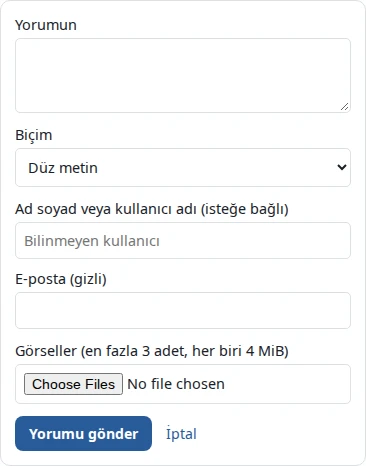 Yorumun
Biçim
Düz metin
Ad soyad veya kullanıcı adı (isteğe bağlı)
Bilinmeyen kullanıcı
E-posta (gizli)
Görseller (en fazla 3 adet, her biri 4 MiB)
Choose Files No file chosen
Yorumu gönder İptal